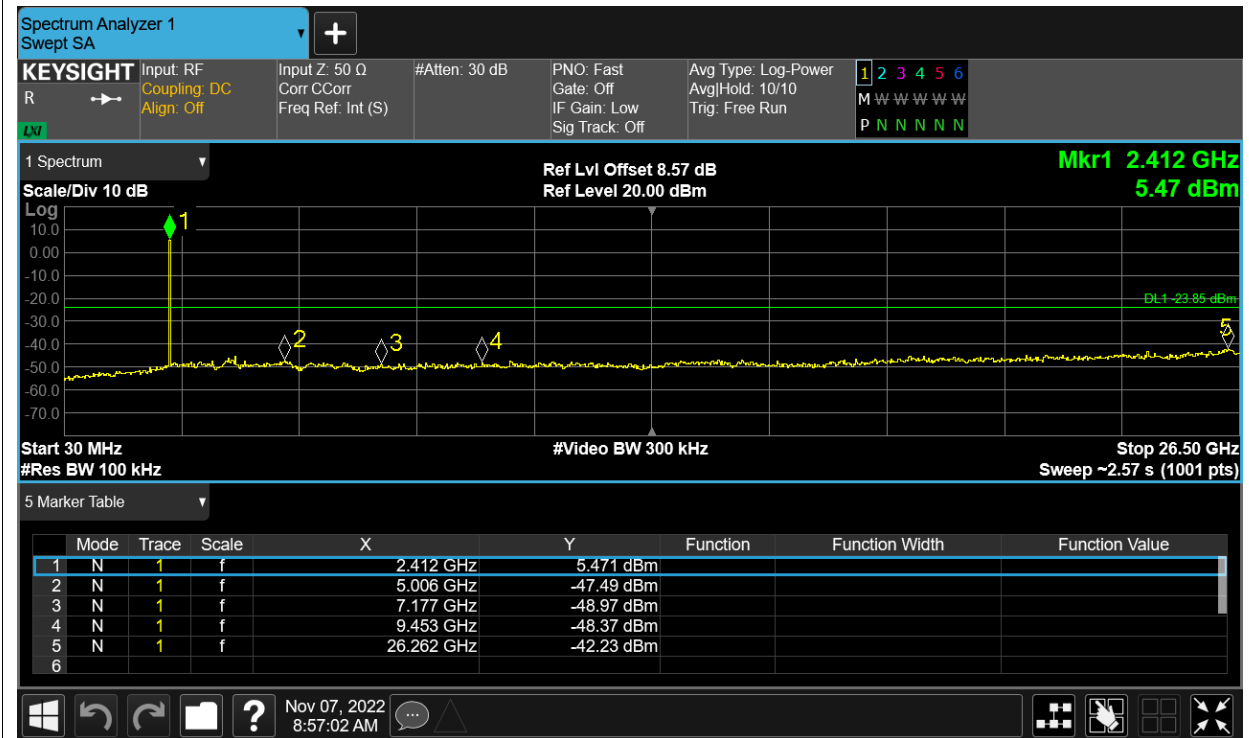 Spectrum Analyzer 1
Swept SA
KEYSIGHT
R
LXI
Input: RF
Coupling: DC
Align: Off
Input Z: 50 Ω
Corr CCorr
Freq Ref: Int (S)
#Atten: 30 dB
PNO: Fast
Gate: Off
IF Gain: Low
Sig Track: Off
Avg Type: Log-Power
Avg|Hold: 10/10
Trig: Free Run
1 2 3 4 5 6
M W W W W W
P N N N N N
1 Spectrum
Scale/Div 10 dB
Ref Lvl Offset 8.57 dB
Ref Level 20.00 dBm
Mkr1 2.412 GHz
5.47 dBm
Log
10.0
0.00
-10.0
-20.0
-30.0
-40.0
-50.0
-60.0
-70.0
1
2
3
4
5
DL1 -23.85 dBm
Start 30 MHz
#Res BW 100 kHz
#Video BW 300 kHz
Stop 26.50 GHz
Sweep ~2.57 s (1001 pts)
5 Marker Table
Mode Trace Scale X Y Function Function Width Function Value
1 N 1 f 2.412 GHz 5.471 dBm
2 N 1 f 5.006 GHz -47.49 dBm
3 N 1 f 7.177 GHz -48.97 dBm
4 N 1 f 9.453 GHz -48.37 dBm
5 N 1 f 26.262 GHz -42.23 dBm
6
?
Nov 07, 2022
8:57:02 AM